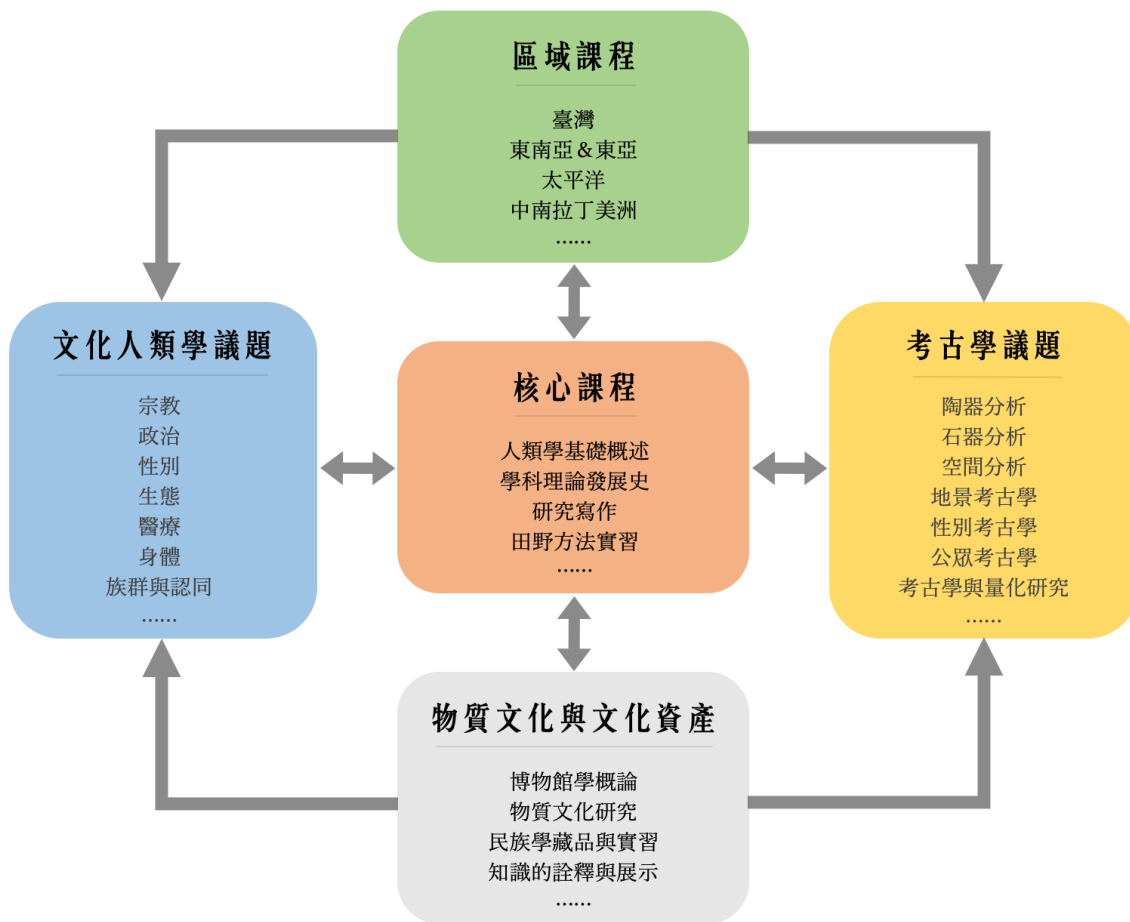 區域課程
臺灣
東南亞＆東亞
太平洋
中南拉丁美洲
……
文化人類學議題
宗教
政治
性別
生態
醫療
身體
族群與認同
……
核心課程
人類學基礎概述
學科理論發展史
研究寫作
田野方法實習
……
考古學議題
陶器分析
石器分析
空間分析
地景考古學
性別考古學
公眾考古學
考古學與量化研究
……
物質文化與文化資產
博物館學概論
物質文化研究
民族學藏品與實習
知識的詮釋與展示
……